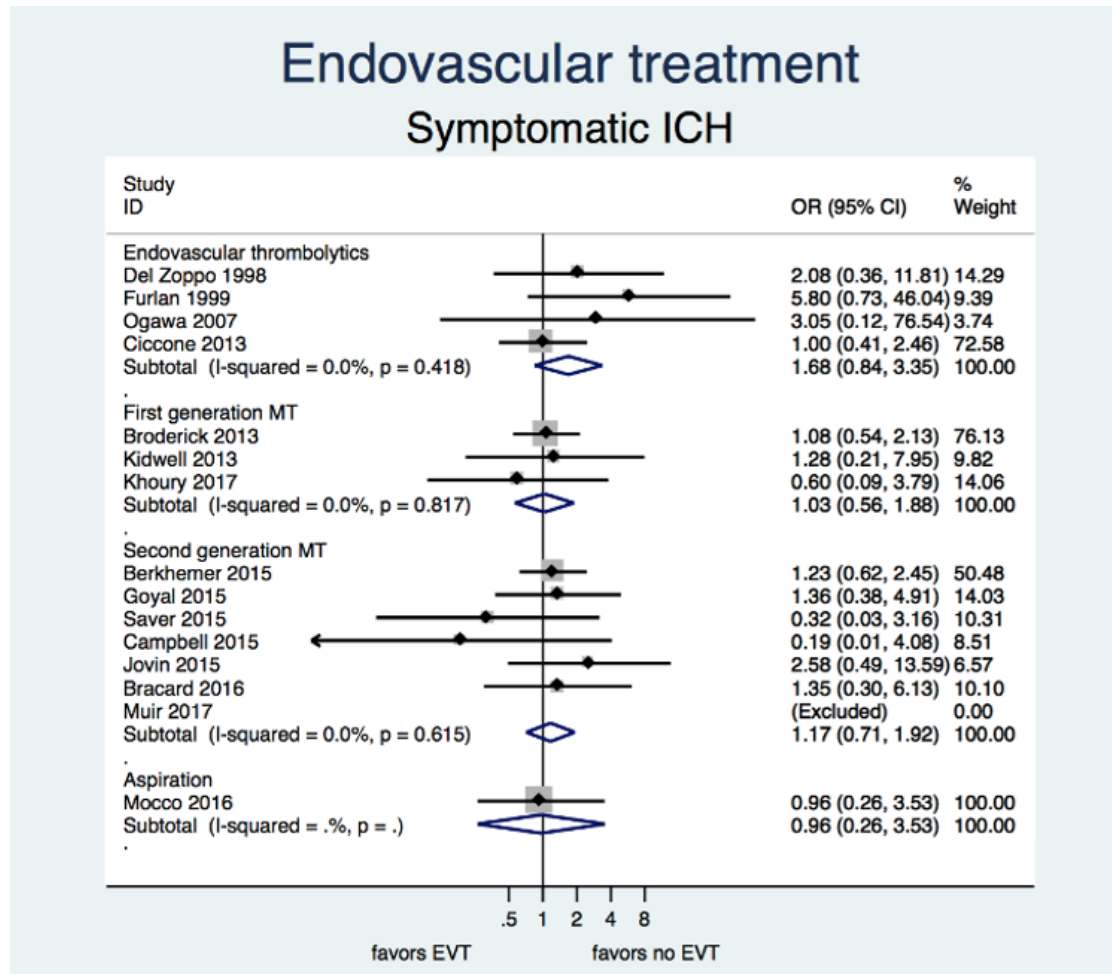 Endovascular treatment
Symptomatic ICH
Study %
ID OR (95% CI) Weight
Endovascular thrombolytics
Del Zoppo 1998 2.08 (0.36, 11.81) 14.29
Furlan 1999 5.80 (0.73, 46.04) 9.39
Ogawa 2007 3.05 (0.12, 76.54) 3.74
Ciccone 2013 1.00 (0.41, 2.46) 72.58
Subtotal (I-squared = 0.0%, p = 0.418) 1.68 (0.84, 3.35) 100.00
.
First generation MT
Broderick 2013 1.08 (0.54, 2.13) 76.13
Kidwell 2013 1.28 (0.21, 7.95) 9.82
Khoury 2017 0.60 (0.09, 3.79) 14.06
Subtotal (I-squared = 0.0%, p = 0.817) 1.03 (0.56, 1.88) 100.00
.
Second generation MT
Berkhemer 2015 1.23 (0.62, 2.45) 50.48
Goyal 2015 1.36 (0.38, 4.91) 14.03
Saver 2015 0.32 (0.03, 3.16) 10.31
Campbell 2015 0.19 (0.01, 4.08) 8.51
Jovin 2015 2.58 (0.49, 13.59) 6.57
Bracard 2016 1.35 (0.30, 6.13) 10.10
Muir 2017 (Excluded) 0.00
Subtotal (I-squared = 0.0%, p = 0.615) 1.17 (0.71, 1.92) 100.00
.
Aspiration
Mocco 2016 0.96 (0.26, 3.53) 100.00
Subtotal (I-squared = .%, p = .) 0.96 (0.26, 3.53) 100.00
.
.5 1 2 4 8
favors EVT favors no EVT